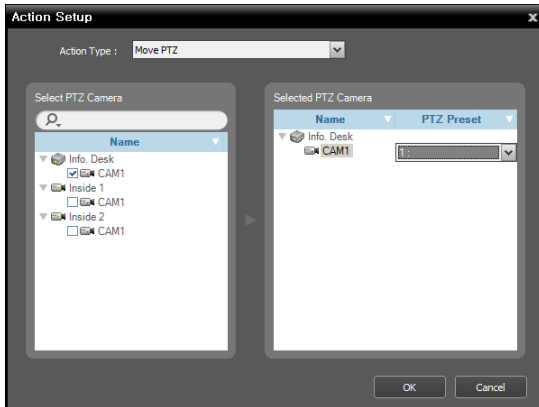 Action Setup
x
Action Type :
Move PTZ
Select PTZ Camera
Name
Info. Desk
CAM1
Inside 1
CAM1
Inside 2
CAM1
Selected PTZ Camera
Name
PTZ Preset
Info. Desk
CAM1
1 :
OK
Cancel